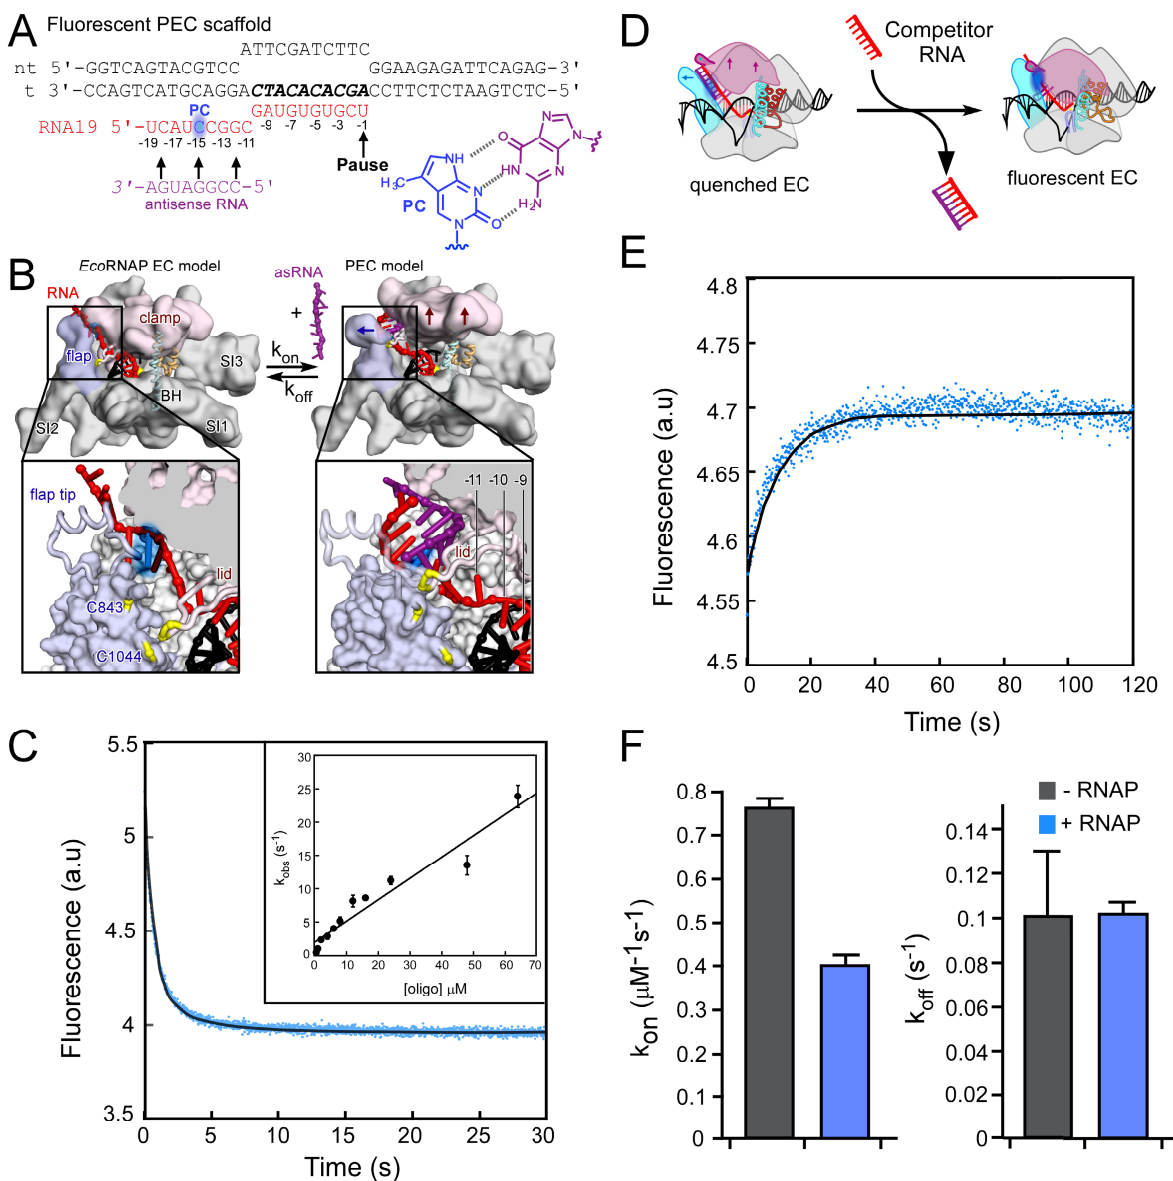 A
Fluorescent PEC scaffold
ATTCGATCTTC
nt 5'-GGTCAGTACGTCC GGAAGAGATTCAGAG-3'
t 3'-CCAGTCATGCAGGACTACACACGACCTTCTCTAAGTCTC-5'
PC
GAUGUGUGCU
RNA19 5'-UCAUCCGGC
-9 -7 -5 -3 -1
-19 -17 -15 -13 -11
Pause
3'-AGUAGGCC-5'
antisense RNA
NH
H3C
PC
N
N
O
O
N
N
HN
N
N
H2N
B
EcoRNAP EC model
asRNA
PEC model
RNA
clamp
+
flap
kon
koff
SI3
BH
SI2
SI1
flap tip
lid
C843
C1044
-11 -10 -9
lid
C
5.5
5
4.5
4
3.5
Fluorescence (a.u)
0 5 10 15 20 25 30
Time (s)
30
25
20
15
10
5
0
kobs (s-1)
0 10 20 30 40 50 60 70
[oligo] μM
D
Competitor
RNA
quenched EC
fluorescent EC
E
4.8
4.75
4.7
4.65
4.6
4.55
4.5
Fluorescence (a.u)
0 20 40 60 80 100 120
Time (s)
F
0.8
0.7
0.8
0.5
0.4
0.3
0.2
0.1
0
kon (μM-1s-1)
- RNAP
+ RNAP
0.14
0.12
0.1
0.08
0.06
0.04
0.02
0
koff (s-1)